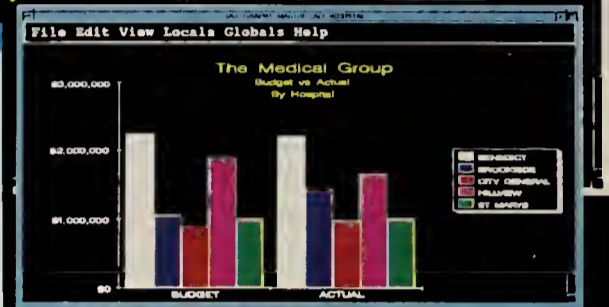 File Edit View Locals Globals Help
The Medical Group
Budget vs Actual
By Hospital
$3,000,000
$2,000,000
$1,000,000
$0
BUDGET
ACTUAL
BENEDICT
BROOKSIDE
CITY GENERAL
HILLVIEW
ST MARYS